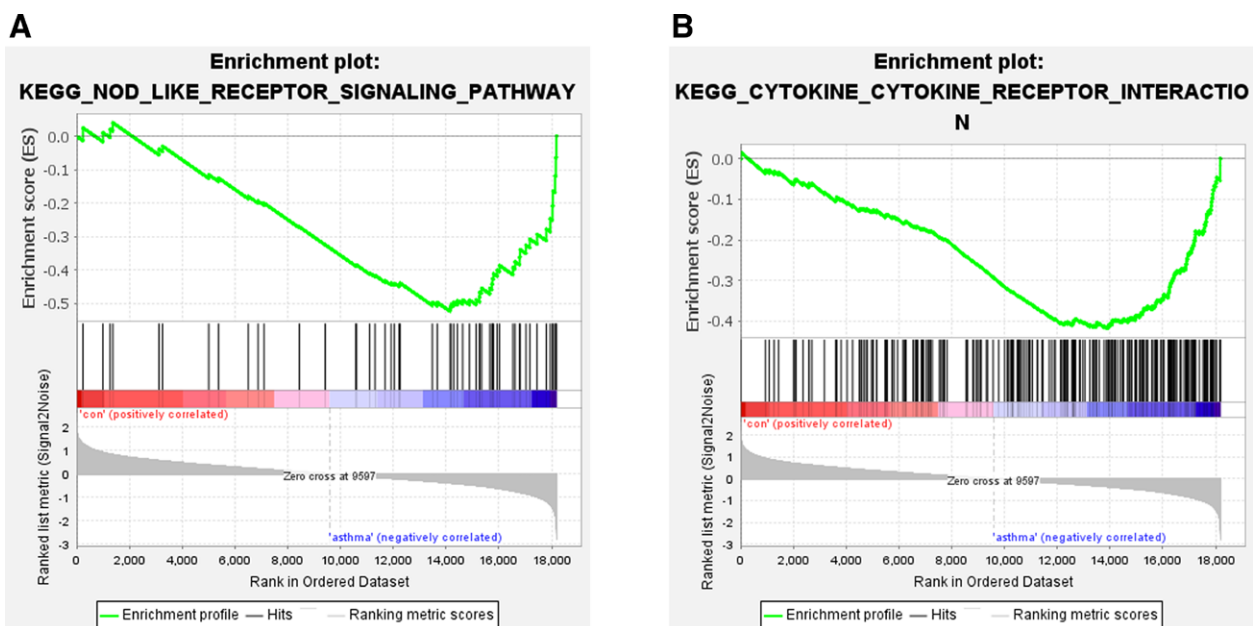 A
Enrichment plot:
KEGG_NOD_LIKE_RECEPTOR_SIGNALING_PATHWAY
Enrichment score (ES)
0.0
-0.1
-0.2
-0.3
-0.4
-0.5
'con' (positively correlated)
Ranked list metric (Signal2Noise)
2
1
0
-1
-2
-3
Zero cross at 9597
'asthma' (negatively correlated)
0 2,000 4,000 6,000 8,000 10,000 12,000 14,000 16,000 18,000
Rank in Ordered Dataset
Enrichment profile Hits Ranking metric scores
B
Enrichment plot:
KEGG_CYTOKINE_CYTOKINE_RECEPTOR_INTERACTIO
N
Enrichment score (ES)
0.0
-0.1
-0.2
-0.3
-0.4
'con' (positively correlated)
Ranked list metric (Signal2Noise)
2
1
0
-1
-2
-3
Zero cross at 9597
'asthma' (negatively correlated)
0 2,000 4,000 6,000 8,000 10,000 12,000 14,000 16,000 18,000
Rank in Ordered Dataset
Enrichment profile Hits Ranking metric scores